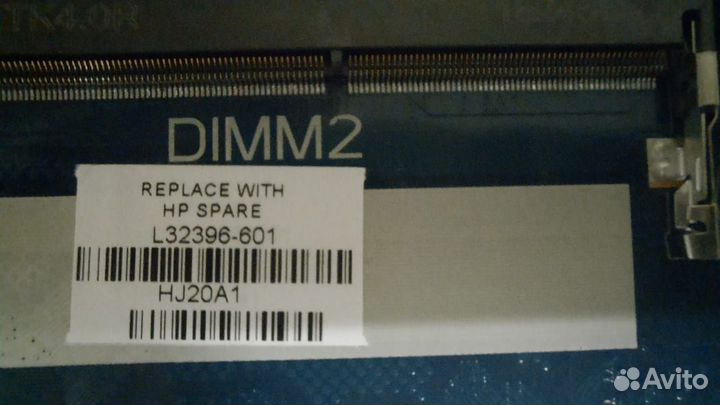 DIMM2
REPLACE WITH
HP SPARE
L32396-601
HJ20A1
Avito